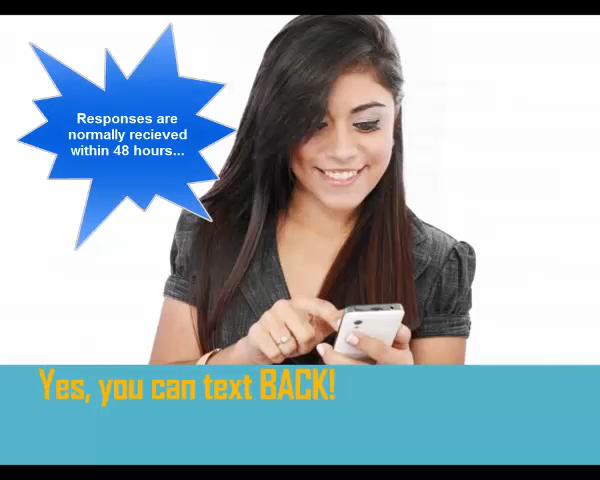 Responses are
normally recieved
within 48 hours...
Yes, you can text BACK!